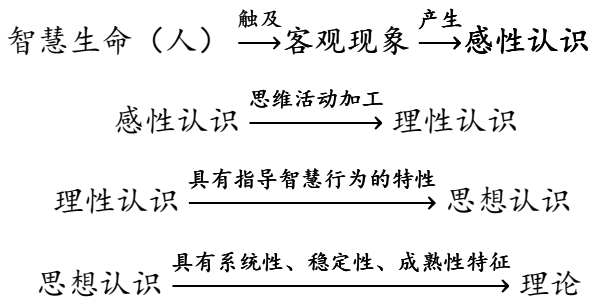 智慧生命（人） 触及 客观现象 产生 感性认识
感性认识 思维活动加工 理性认识
理性认识 具有指导智慧行为的特性 思想认识
思想认识 具有系统性、稳定性、成熟性特征 理论